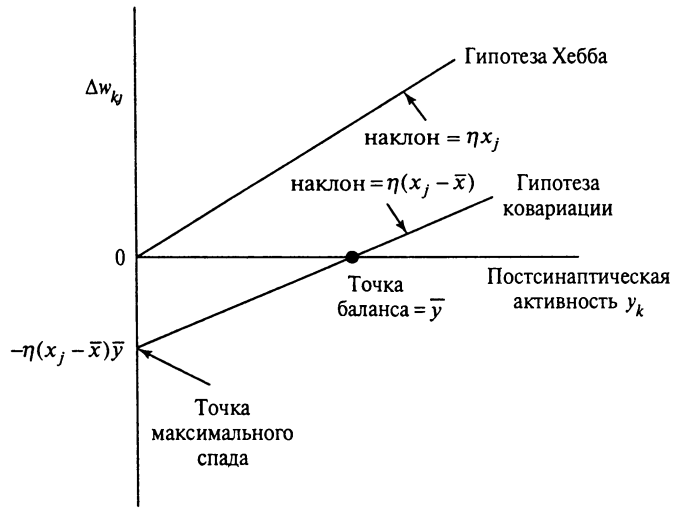 Гипотеза Хебба
Δw_kj
наклон = ηx_j
наклон = η(x_j − x̄)
Гипотеза
ковариации
0
Точка
баланса = ȳ
Постсинаптическая
активность y_k
−η(x_j − x̄)ȳ
Точка
максимального
спада